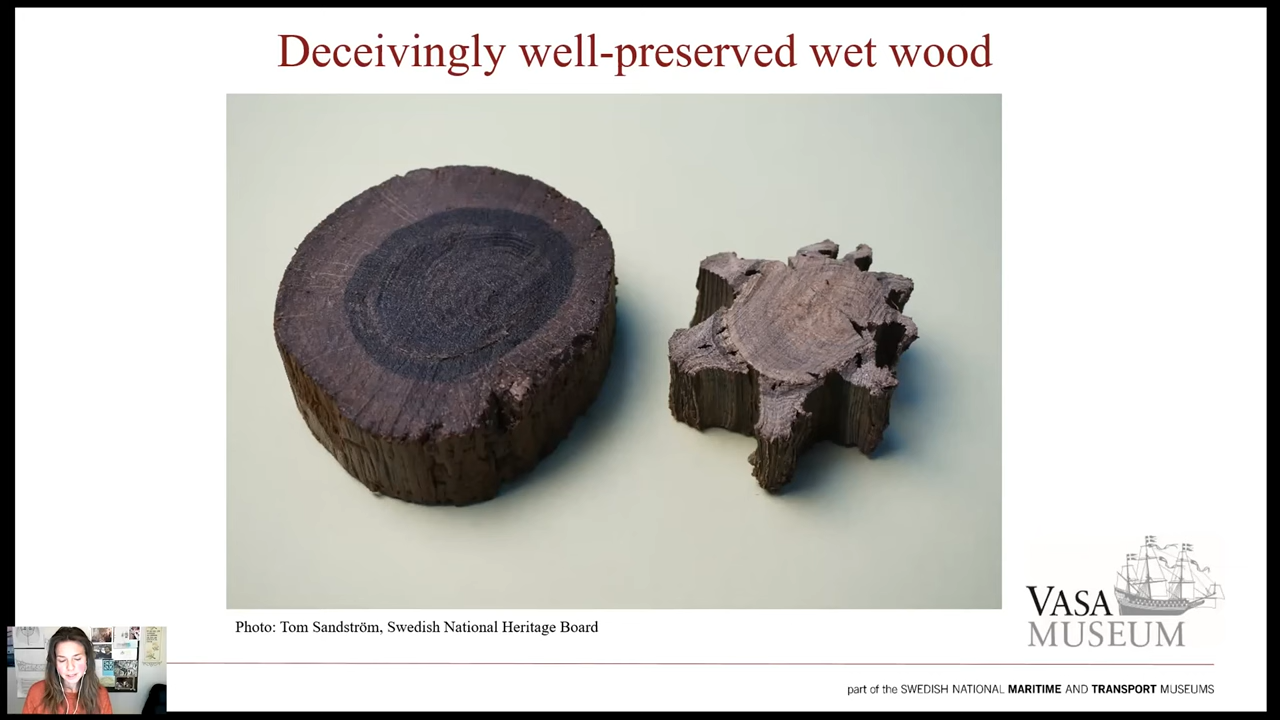 Deceivingly well-preserved wet wood
Photo: Tom Sandström, Swedish National Heritage Board
VASA
MUSEUM
part of the SWEDISH NATIONAL MARITIME AND TRANSPORT MUSEUMS